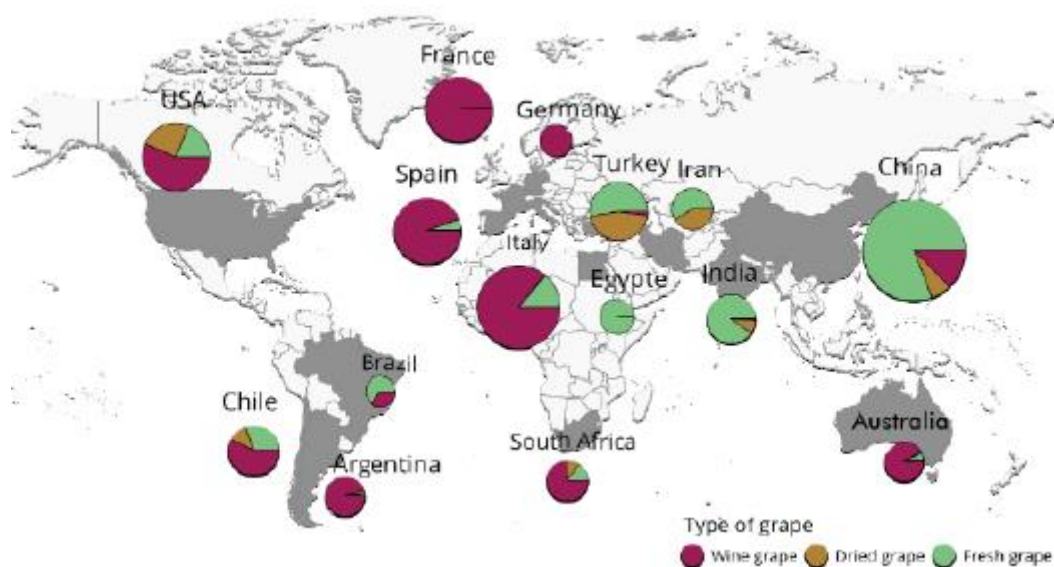 France
USA
Germany
Turkey
Iran
China
Spain
Italy
Egypte
India
Brazil
Chile
Australia
South Africa
Argentina
Type of grape
Wine grape Dried grape Fresh grape